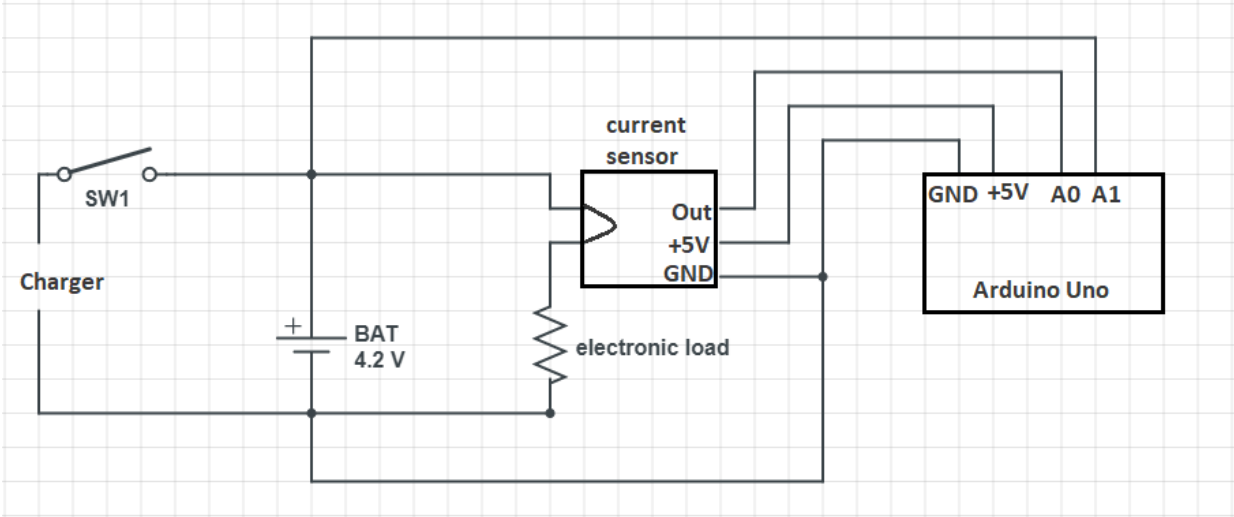 current
sensor
SW1
Out
+5V
GND
GND +5V A0 A1
Charger
Arduino Uno
+
BAT
4.2 V
electronic load